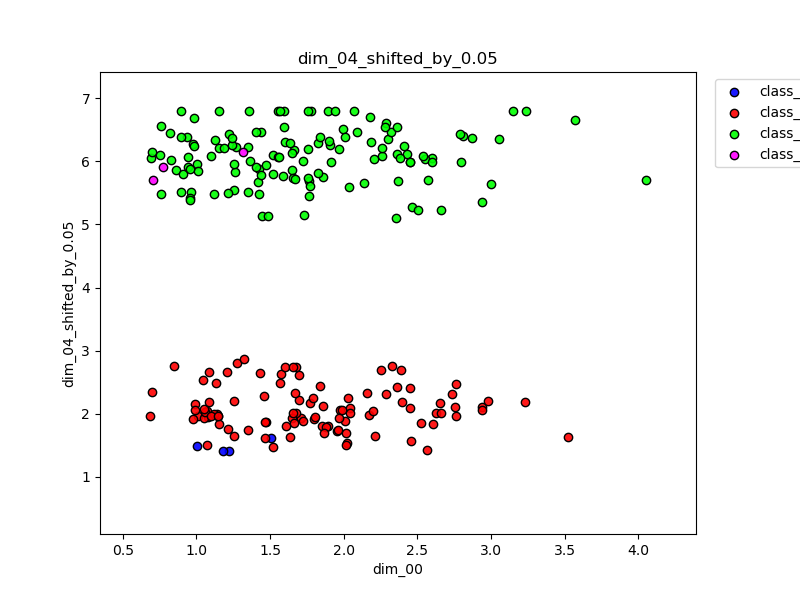 dim_04_shifted_by_0.05
7
6
5
4
3
2
1
dim_04_shifted_by_0.05
0.5 1.0 1.5 2.0 2.5 3.0 3.5 4.0
dim_00
class_
class_
class_
class_